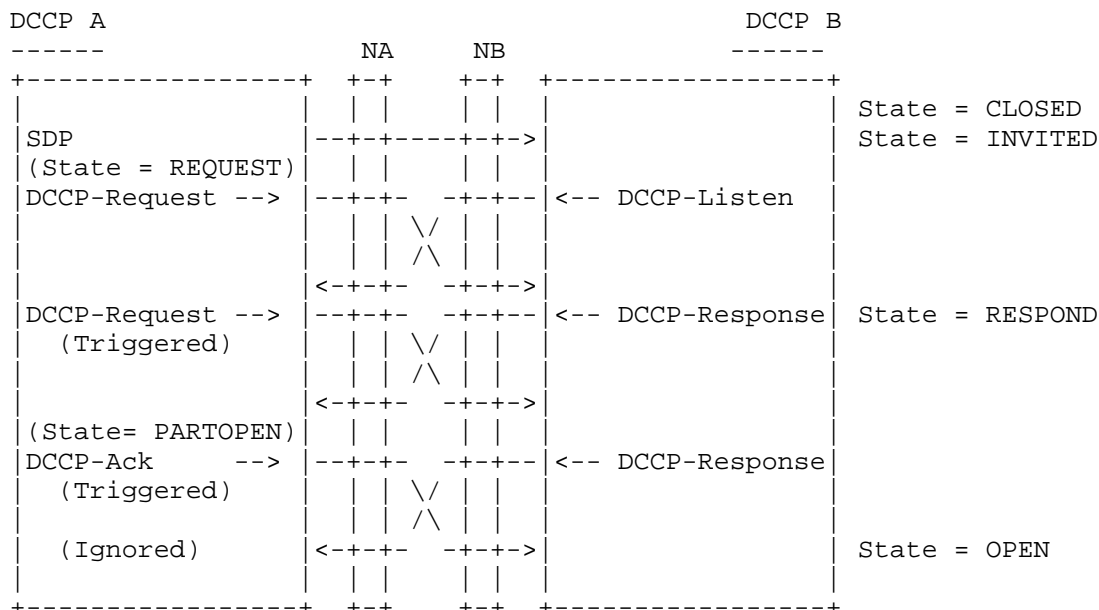 DCCP A                                              DCCP B
------               NA      NB                     ------
+-----------------+  +-+    +-+  +-----------------+
|                 |  | |    | |  |                 | State = CLOSED
|SDP              |--+-+----+-+->|                 | State = INVITED
|(State = REQUEST)|  | |    | |  |                 |
|DCCP-Request --> |--+-+-  -+-+--|<-- DCCP-Listen  |
|                 |  | | \/ | |  |                 |
|                 |  | | /\ | |  |                 |
|                 |<-+-+-  -+-+->|                 |
|DCCP-Request --> |--+-+-  -+-+--|<-- DCCP-Response| State = RESPOND
|  (Triggered)    |  | | \/ | |  |                 |
|                 |  | | /\ | |  |                 |
|                 |<-+-+-  -+-+->|                 |
|(State= PARTOPEN)|  | |    | |  |                 |
|DCCP-Ack     --> |--+-+-  -+-+--|<-- DCCP-Response|
|  (Triggered)    |  | | \/ | |  |                 |
|                 |  | | /\ | |  |                 |
|  (Ignored)      |<-+-+-  -+-+->|                 | State = OPEN
|                 |  | |    | |  |                 |
+-----------------+  +-+    +-+  +-----------------+